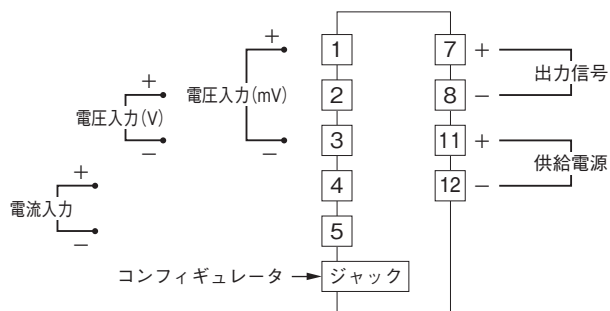 +
1
7
+
出力信号
+
電圧入力(mV)
2
8
−
電圧入力(V)
−
−
3
11
+
供給電源
+
4
12
−
電流入力
−
5
コンフィギュレータ
ジャック